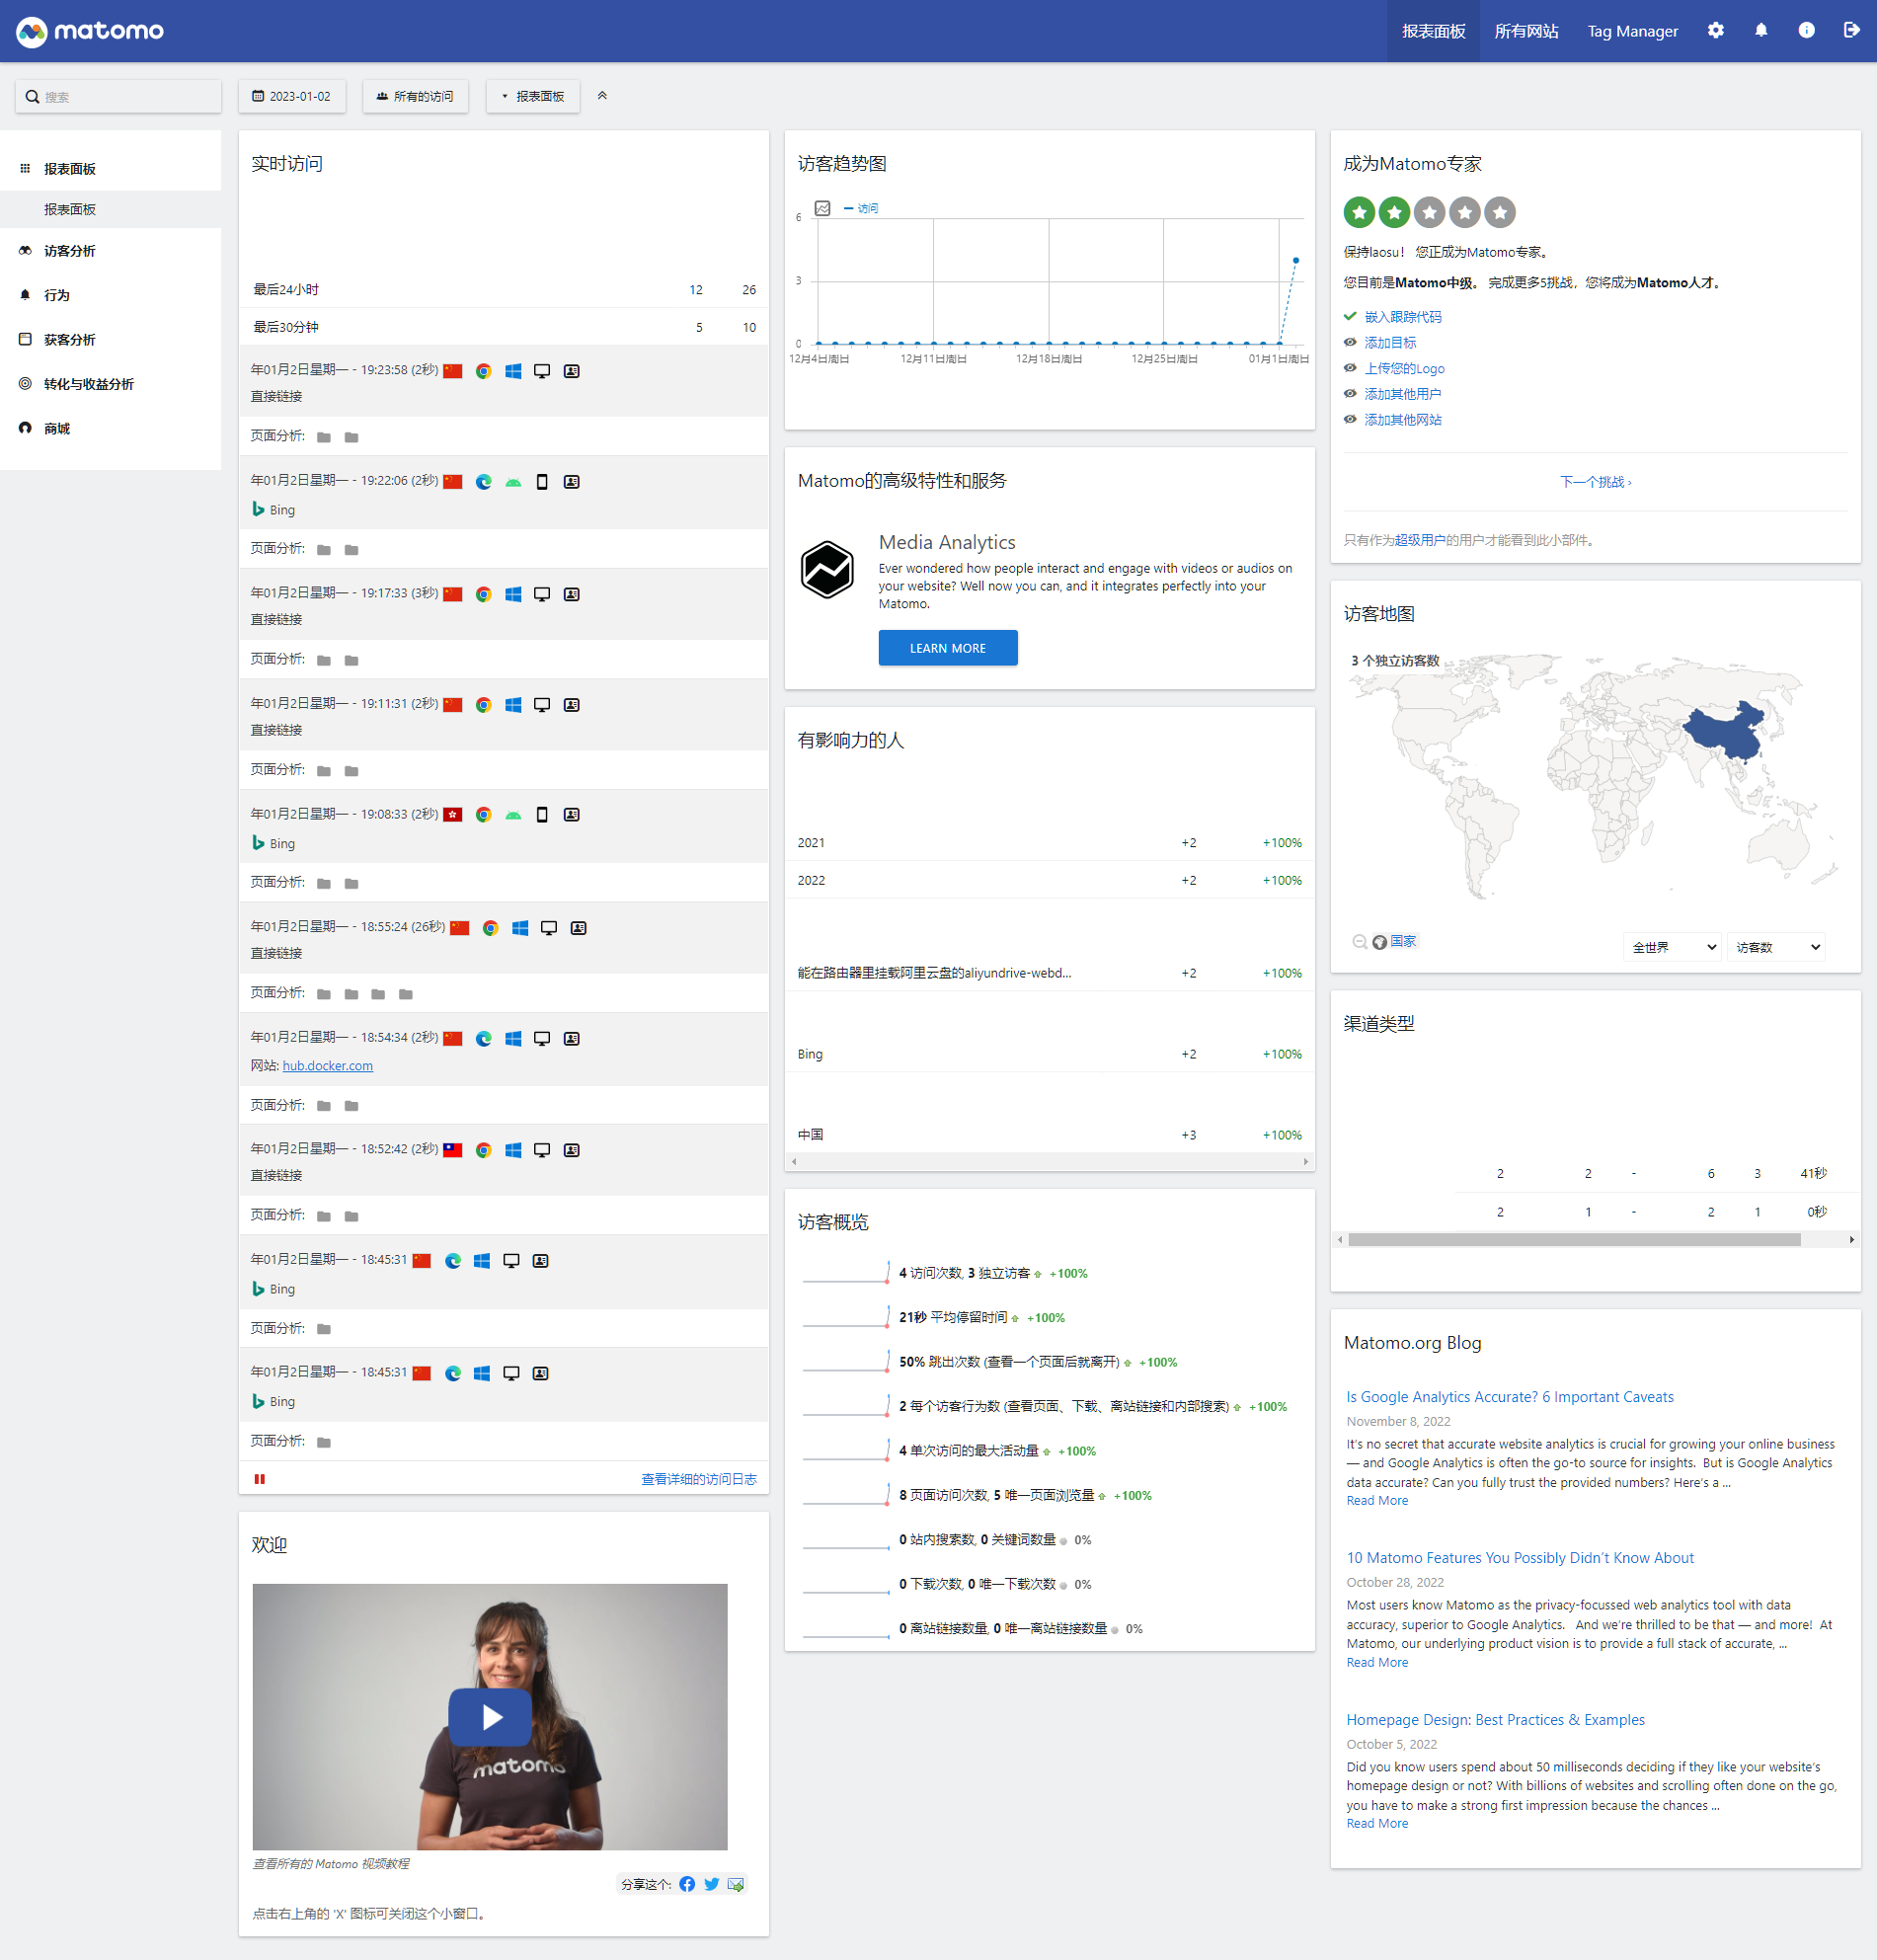 matomo
报表面板
所有网站
Tag Manager
搜索
2023-01-02
所有的访问
报表面板
报表面板
报表面板
访客分析
行为
获客分析
转化与收益分析
商城
实时访问
最后24小时 12 26
最后30分钟 5 10
年01月2日星期一 - 19:23:58 (2秒)
直接链接
页面分析:
年01月2日星期一 - 19:22:06 (2秒)
Bing
页面分析:
年01月2日星期一 - 19:17:33 (3秒)
直接链接
页面分析:
年01月2日星期一 - 19:11:31 (2秒)
直接链接
页面分析:
年01月2日星期一 - 19:08:33 (2秒)
Bing
页面分析:
年01月2日星期一 - 18:55:24 (26秒)
直接链接
页面分析:
年01月2日星期一 - 18:54:34 (2秒)
网站: hub.docker.com
页面分析:
年01月2日星期一 - 18:52:42 (2秒)
直接链接
页面分析:
年01月2日星期一 - 18:45:31
Bing
页面分析:
年01月2日星期一 - 18:45:31
Bing
页面分析:
查看详细的访问日志
欢迎
matomo
查看所有的 Matomo 视频教程
分享这个:
点击右上角的 'X' 图标可关闭这个小窗口。
访客趋势图
访问
6
3
0
12月4日周日 12月11日周日 12月18日周日 12月25日周日 01月1日周日
Matomo的高级特性和服务
Media Analytics
Ever wondered how people interact and engage with videos or audios on
your website? Well now you can, and it integrates perfectly into your
Matomo.
LEARN MORE
有影响力的人
2021 +2 +100%
2022 +2 +100%
能在路由器里挂载阿里云盘的aliyundrive-webd... +2 +100%
Bing +2 +100%
中国 +3 +100%
访客概览
4 访问次数, 3 独立访客 +100%
21秒 平均停留时间 +100%
50% 跳出次数 (查看一个页面后就离开) +100%
2 每个访客行为数 (查看页面、下载、离站链接和内部搜索) +100%
4 单次访问的最大活动量 +100%
8 页面访问次数, 5 唯一页面浏览量 +100%
0 站内搜索数, 0 关键词数量 0%
0 下载次数, 0 唯一下载次数 0%
0 离站链接数量, 0 唯一离站链接数量 0%
成为Matomo专家
保持laosu! 您正成为Matomo专家。
您目前是Matomo中级。 完成更多5挑战，您将成为Matomo人才。
嵌入跟踪代码
添加目标
上传您的Logo
添加其他用户
添加其他网站
下一个挑战 ›
只有作为超级用户的用户才能看到此小部件。
访客地图
3 个独立访客数
国家
全世界
访客数
渠道类型
2 2 - 6 3 41秒
2 1 - 2 1 0秒
Matomo.org Blog
Is Google Analytics Accurate? 6 Important Caveats
November 8, 2022
It's no secret that accurate website analytics is crucial for growing your online business
— and Google Analytics is often the go-to source for insights. But is Google Analytics
data accurate? Can you fully trust the provided numbers? Here's a ...
Read More
10 Matomo Features You Possibly Didn't Know About
October 28, 2022
Most users know Matomo as the privacy-focussed web analytics tool with data
accuracy, superior to Google Analytics. And we're thrilled to be that — and more! At
Matomo, our underlying product vision is to provide a full stack of accurate, ...
Read More
Homepage Design: Best Practices & Examples
October 5, 2022
Did you know users spend about 50 milliseconds deciding if they like your website's
homepage design or not? With billions of websites and scrolling often done on the go,
you have to make a strong first impression because the chances ...
Read More